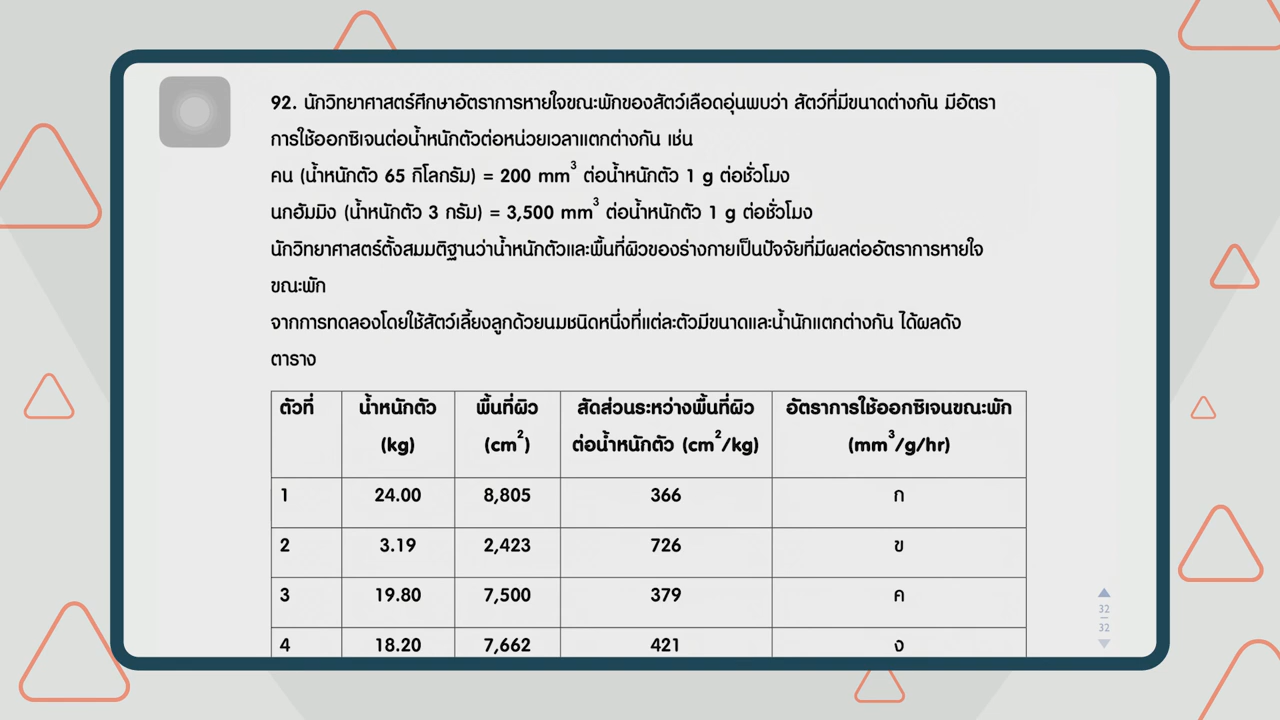 92. นักวิทยาศาสตร์ศึกษาอัตราการหายใจขณะพักของสัตว์เลือดอุ่นพบว่า สัตว์ที่มีขนาดต่างกัน มีอัตรา
การใช้ออกซิเจนต่อน้ำหนักตัวต่อหน่วยเวลาแตกต่างกัน เช่น
คน (น้ำหนักตัว 65 กิโลกรัม) = 200 mm³ ต่อน้ำหนักตัว 1 g ต่อชั่วโมง
นกฮัมมิง (น้ำหนักตัว 3 กรัม) = 3,500 mm³ ต่อน้ำหนักตัว 1 g ต่อชั่วโมง
นักวิทยาศาสตร์ตั้งสมมติฐานว่าน้ำหนักตัวและพื้นที่ผิวของร่างกายเป็นปัจจัยที่มีผลต่ออัตราการหายใจ
ขณะพัก
จากการทดลองโดยใช้สัตว์เลี้ยงลูกด้วยนมชนิดหนึ่งที่แต่ละตัวมีขนาดและน้ำนักแตกต่างกัน ได้ผลดัง
ตาราง
ตัวที่ น้ำหนักตัว พื้นที่ผิว สัดส่วนระหว่างพื้นที่ผิว อัตราการใช้ออกซิเจนขณะพัก
(kg) (cm²) ต่อน้ำหนักตัว (cm²/kg) (mm³/g/hr)
1 24.00 8,805 366 ก
2 3.19 2,423 726 ข
3 19.80 7,500 379 ค
4 18.20 7,662 421 ง
32
32